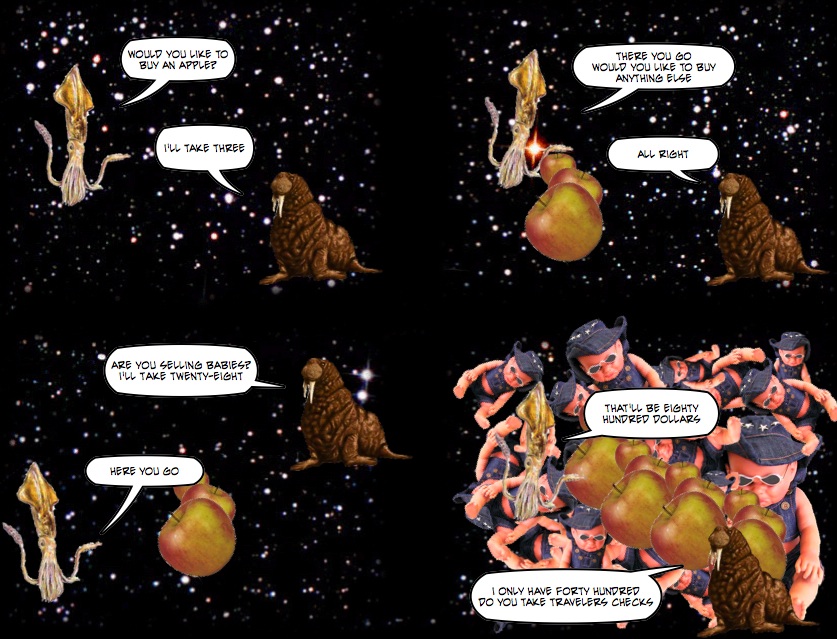 WOULD YOU LIKE TO
BUY AN APPLE?
I'LL TAKE THREE
THERE YOU GO
WOULD YOU LIKE TO BUY
ANYTHING ELSE
ALL RIGHT
ARE YOU SELLING BABIES?
I'LL TAKE TWENTY-EIGHT
HERE YOU GO
THAT'LL BE EIGHTY
HUNDRED DOLLARS
I ONLY HAVE FORTY HUNDRED
DO YOU TAKE TRAVELERS CHECKS